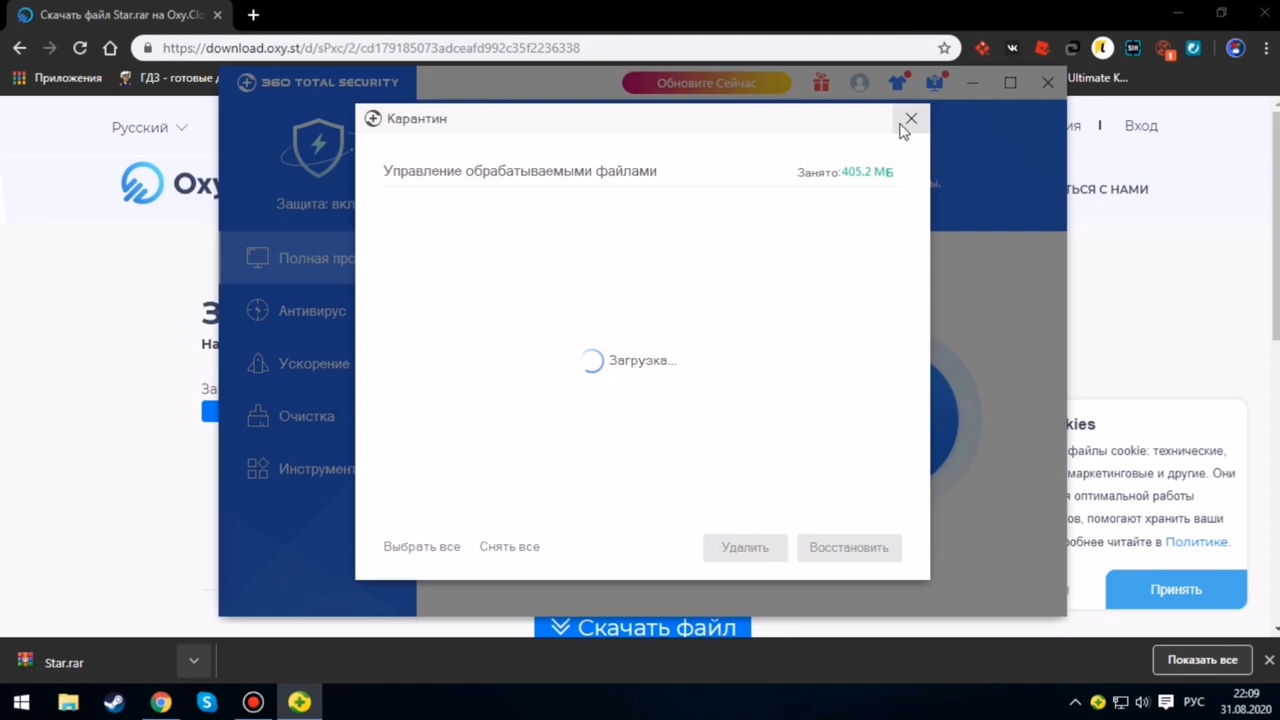 Скачать файл Star.rar на Oxy.Clo
https://download.oxy.st/d/sPxc/2/cd179185073adceafd992c35f2236338
Приложения
ГДЗ - готовые д
Ultimate K...
360 TOTAL SECURITY
Обновите Сейчас
Карантин
Русский
Вход
Управление обрабатываемыми файлами
Занято:405.2 МБ
Oxy
ТЬСЯ С НАМИ
Защита: вкл
Полная про
Антивирус
Ускорение
Загрузка...
Очистка
kies
файлы cookie: технические,
маркетинговые и другие. Они
я оптимальной работы
ов, помогают хранить ваши
робнее читайте в Политике.
Инструмент
Выбрать все
Снять все
Удалить
Восстановить
Принять
Скачать файл
Star.rar
Показать все
РУС
22:09
31.08.2020